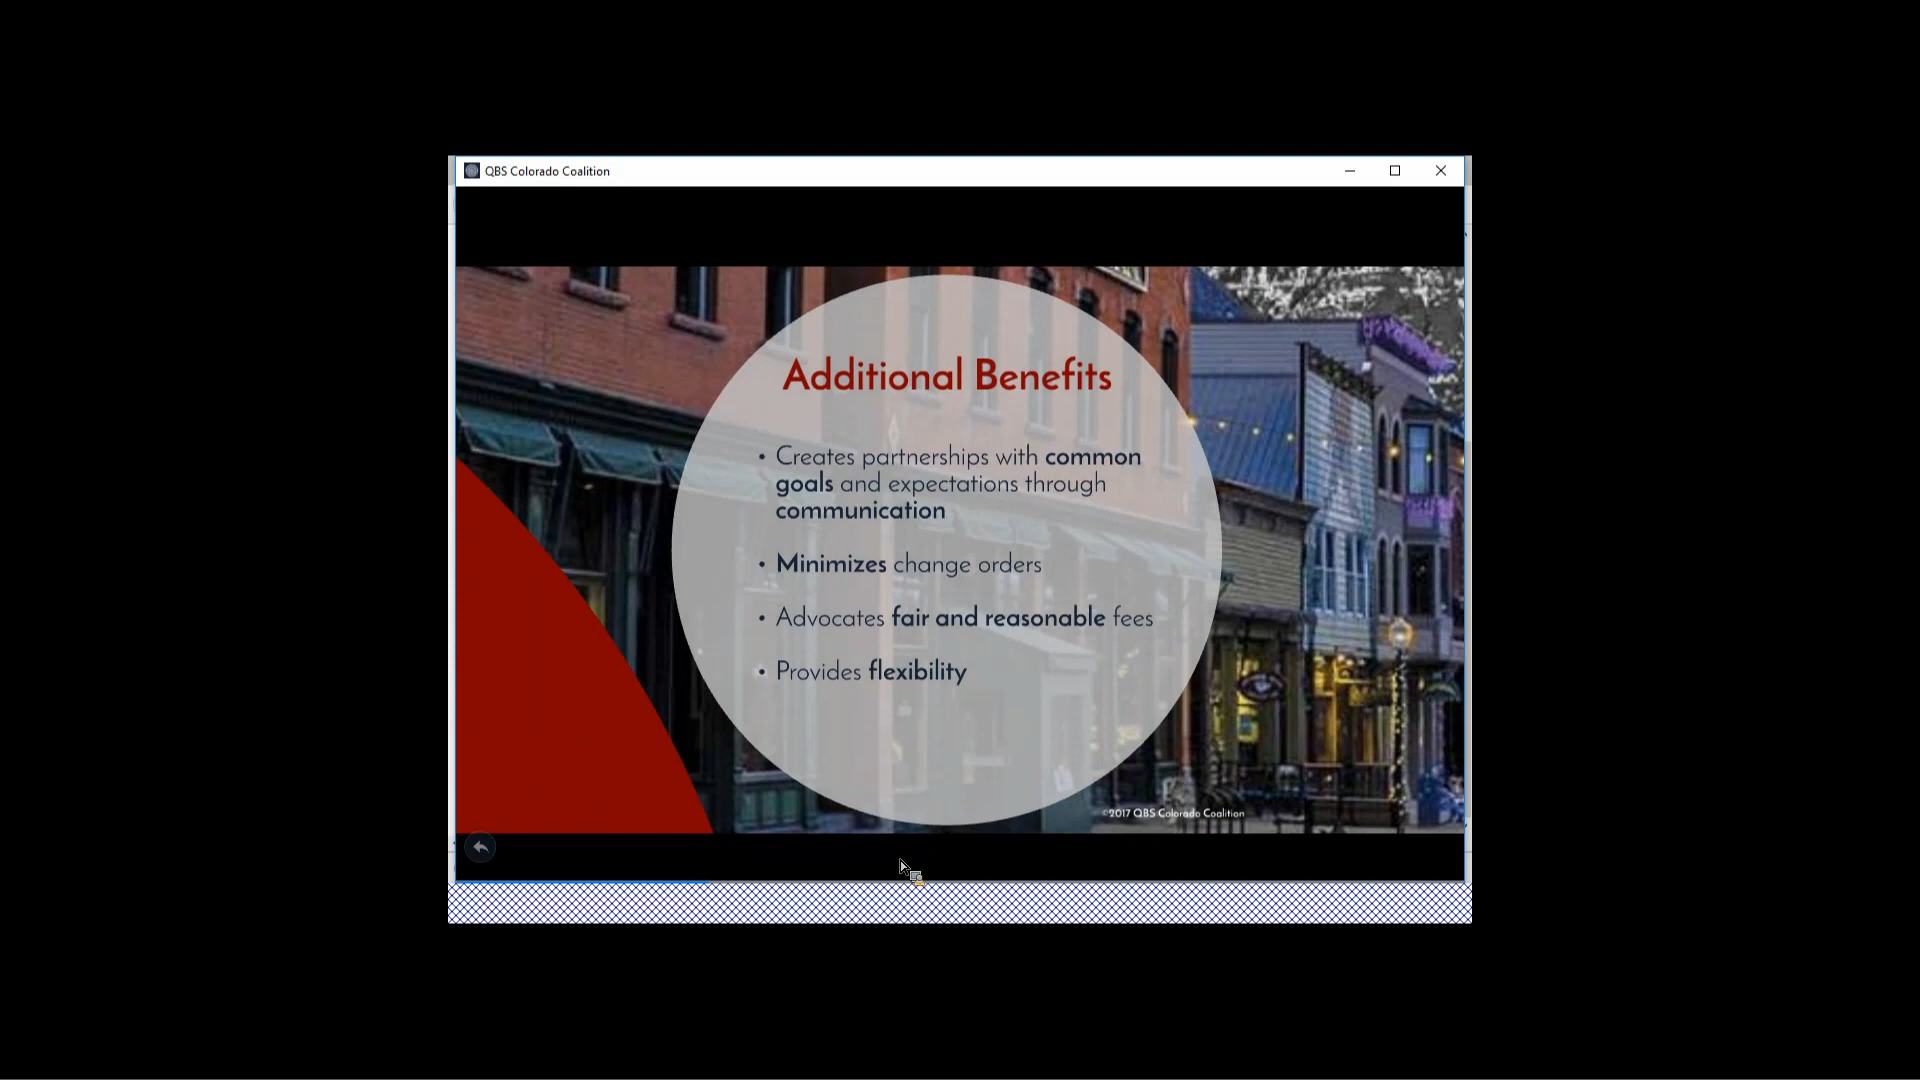 QBS Colorado Coalition
Additional Benefits
• Creates partnerships with common
goals and expectations through
communication
• Minimizes change orders
• Advocates fair and reasonable fees
• Provides flexibility
©2017 QBS Colorado Coalition